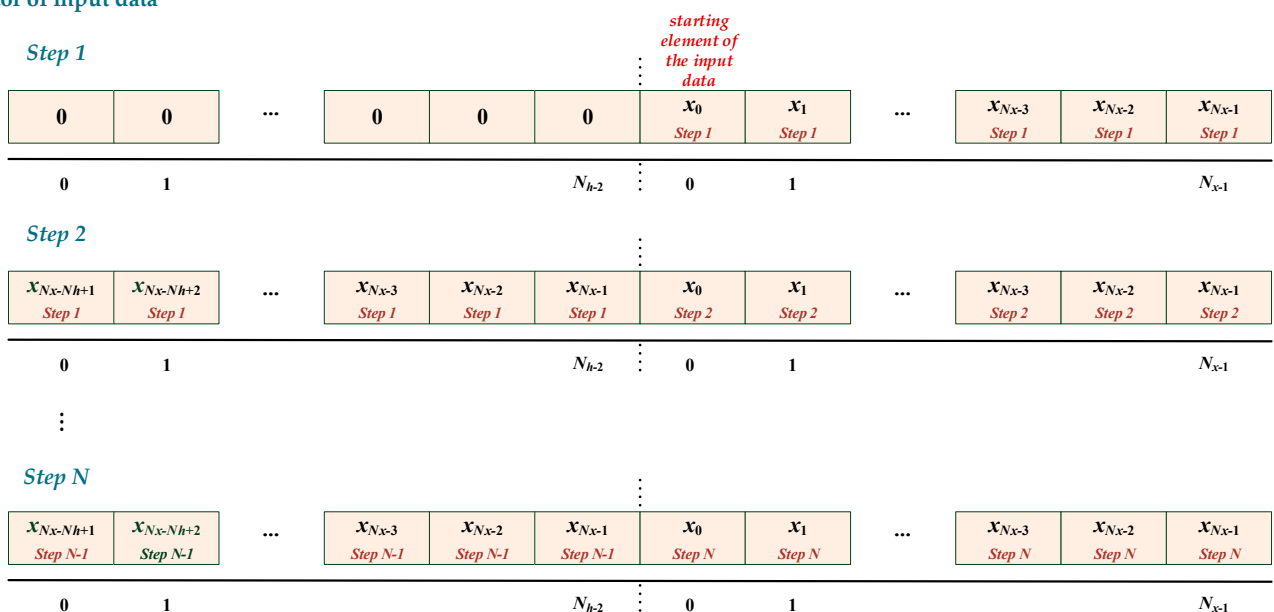 of input data
Step 1
starting
element of
the input
data
0 0 ... 0 0 0 x0 x1 ... xNx-3 xNx-2 xNx-1
Step 1 Step 1 Step 1 Step 1 Step 1
0 1 Nh-2 0 1 Nx-1
Step 2
xNx-Nh+1 xNx-Nh+2 ... xNx-3 xNx-2 xNx-1 x0 x1 ... xNx-3 xNx-2 xNx-1
Step 1 Step 1 Step 1 Step 1 Step 1 Step 2 Step 2 Step 2 Step 2 Step 2
0 1 Nh-2 0 1 Nx-1
⋮
Step N
xNx-Nh+1 xNx-Nh+2 ... xNx-3 xNx-2 xNx-1 x0 x1 ... xNx-3 xNx-2 xNx-1
Step N-1 Step N-1 Step N-1 Step N-1 Step N-1 Step N Step N Step N Step N Step N
0 1 Nh-2 0 1 Nx-1